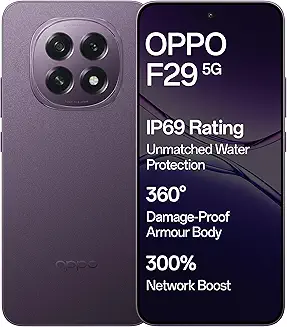 OPPO
F29 5G
IP69 Rating
Unmatched Water
Protection
360°
Damage-Proof
Armour Body
300%
Network Boost
oppo